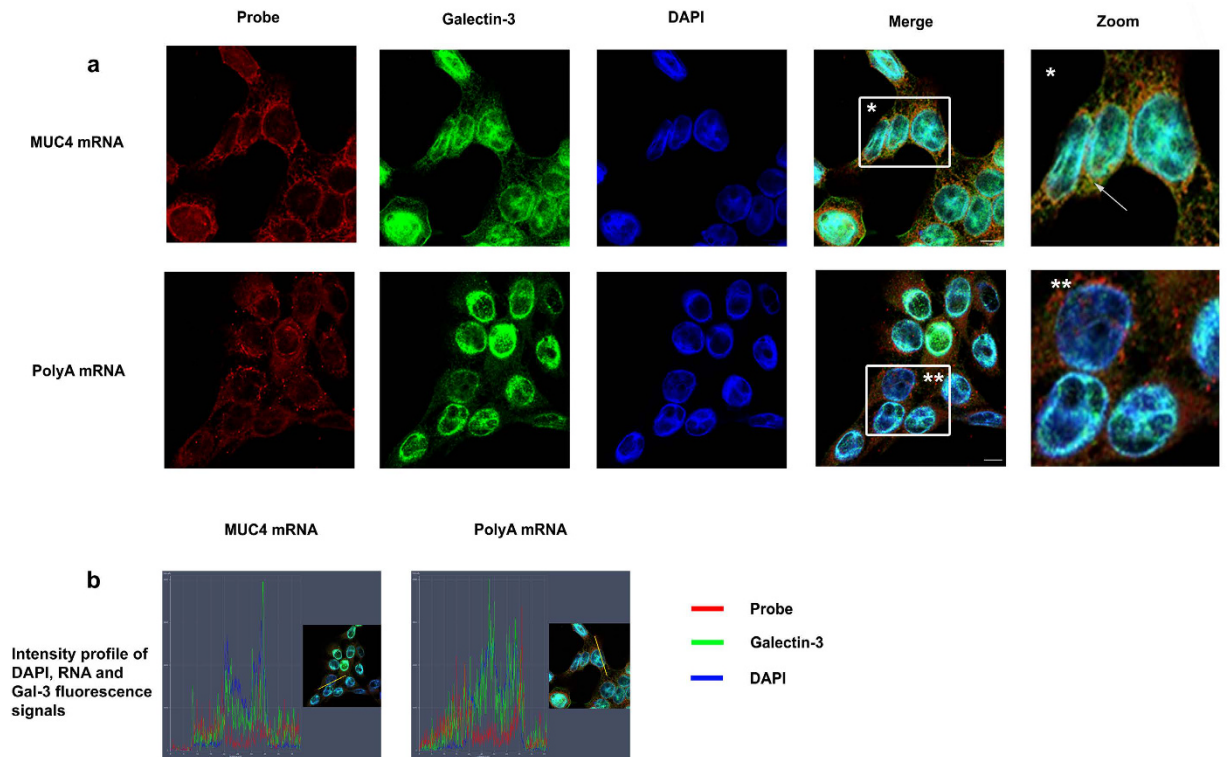 Probe Galectin-3 DAPI Merge Zoom
a
MUC4 mRNA
*
*
PolyA mRNA
**
**
MUC4 mRNA PolyA mRNA
b
Intensity profile of
DAPI, RNA and
Gal-3 fluorescence
signals
Probe
Galectin-3
DAPI